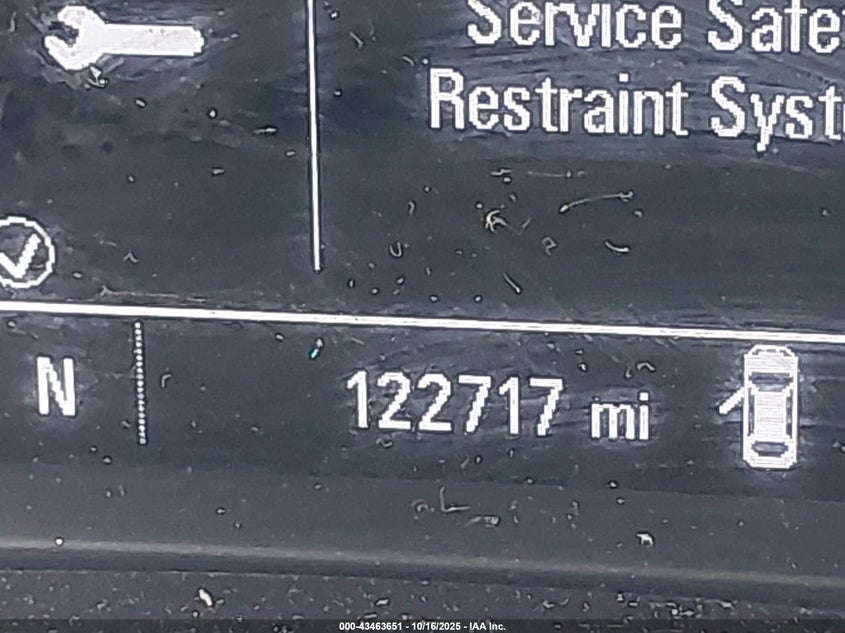 Service Safe
Restraint Syst
N
122717 mi
000-43463651 - 10/16/2025 - IAA Inc.